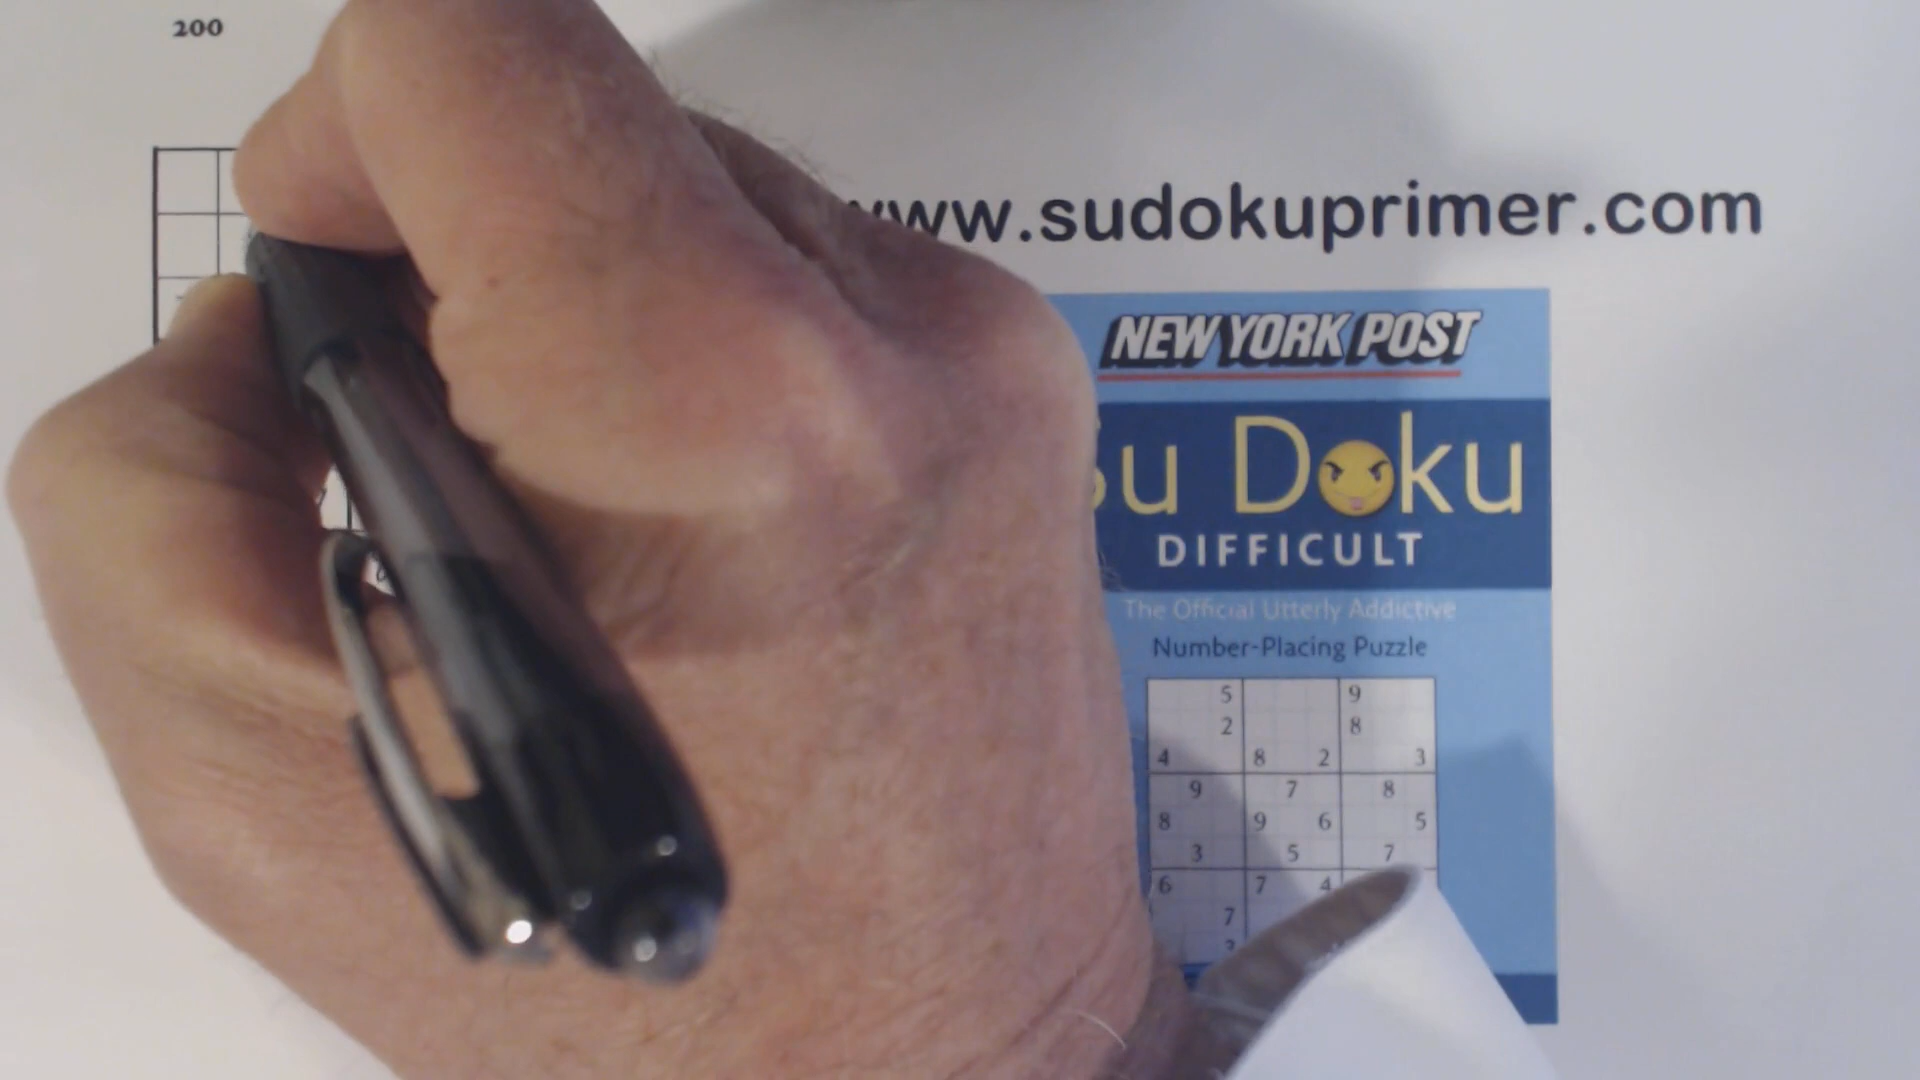 200
www.sudokuprimer.com
NEW YORK POST
Su Doku
DIFFICULT
The Official Utterly Addictive
Number-Placing Puzzle
5 9
2 8
4 8 2 3
9 7 8
8 9 6 5
3 5 7
6 7 4
7
3